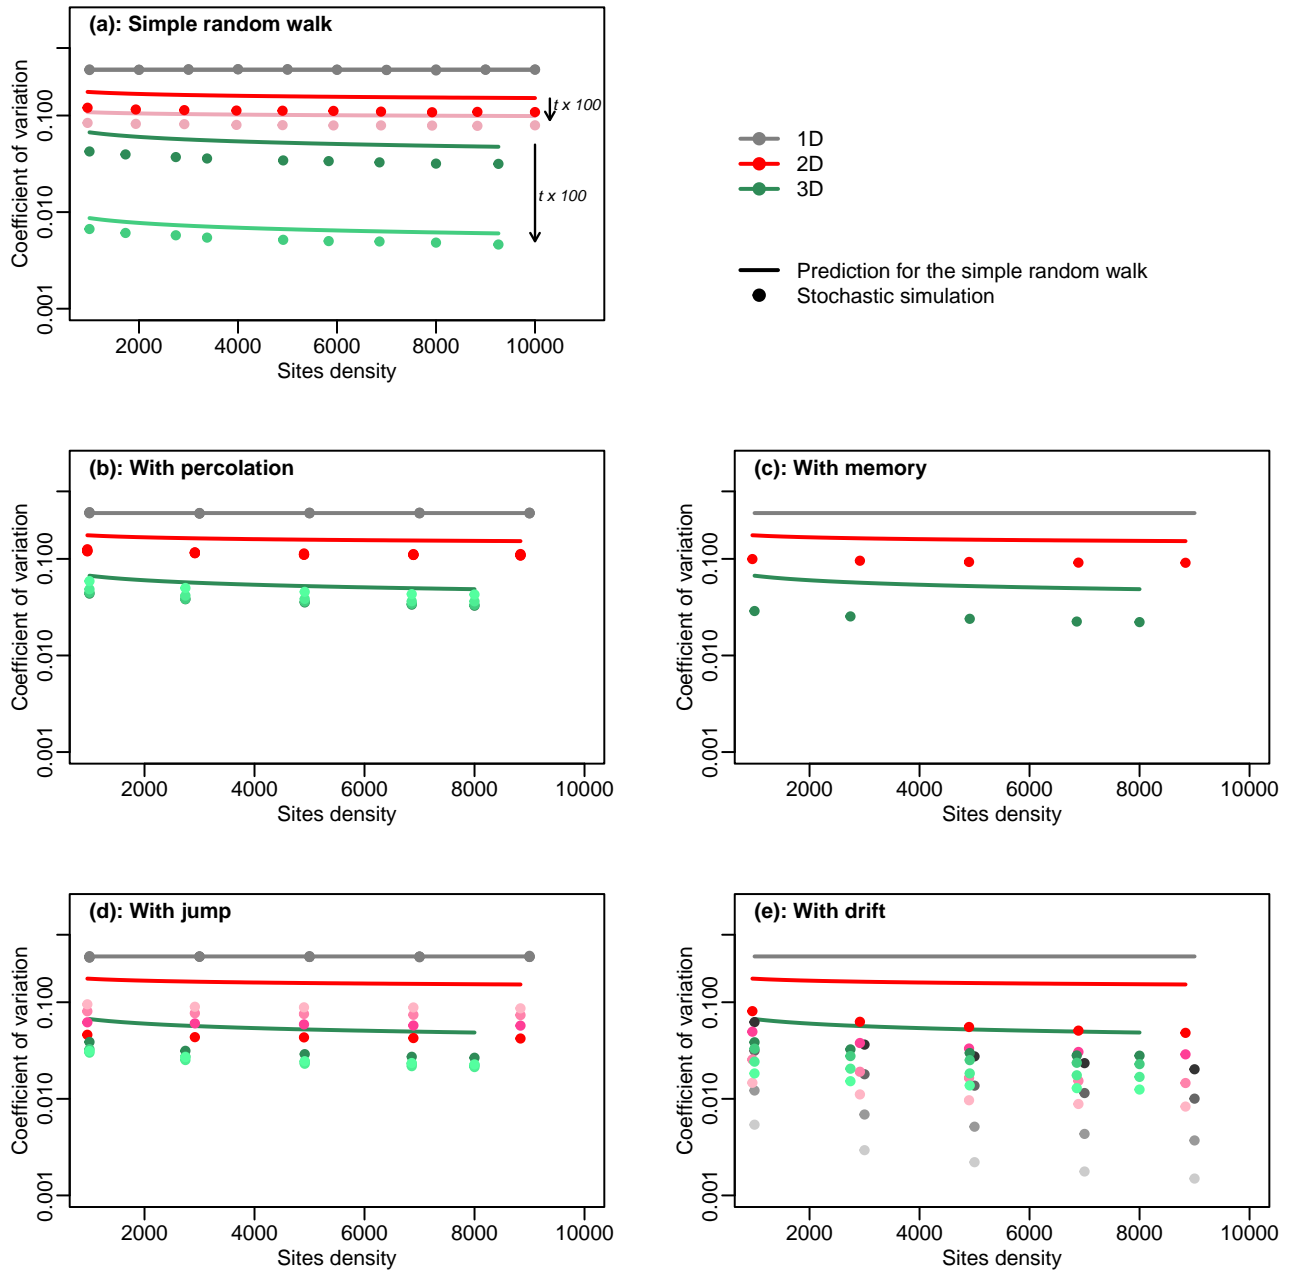 (a): Simple random walk
Coefficient of variation
0.100
0.010
0.001
t x 100
t x 100
2000 4000 6000 8000 10000
Sites density
1D
2D
3D
Prediction for the simple random walk
Stochastic simulation
(b): With percolation
Coefficient of variation
0.100
0.010
0.001
2000 4000 6000 8000 10000
Sites density
(c): With memory
Coefficient of variation
0.100
0.010
0.001
2000 4000 6000 8000 10000
Sites density
(d): With jump
Coefficient of variation
0.100
0.010
0.001
2000 4000 6000 8000 10000
Sites density
(e): With drift
Coefficient of variation
0.100
0.010
0.001
2000 4000 6000 8000 10000
Sites density